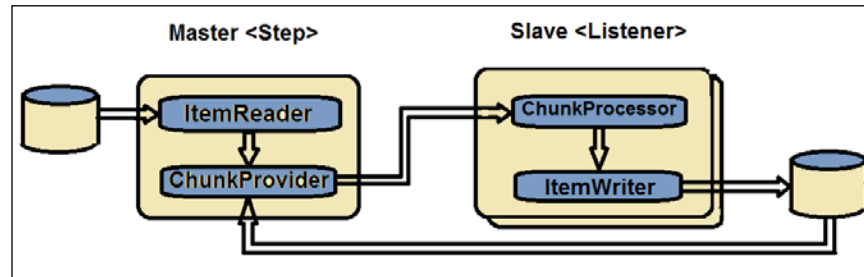 Master <Step>
Slave <Listener>
ItemReader
ChunkProvider
ChunkProcessor
ItemWriter